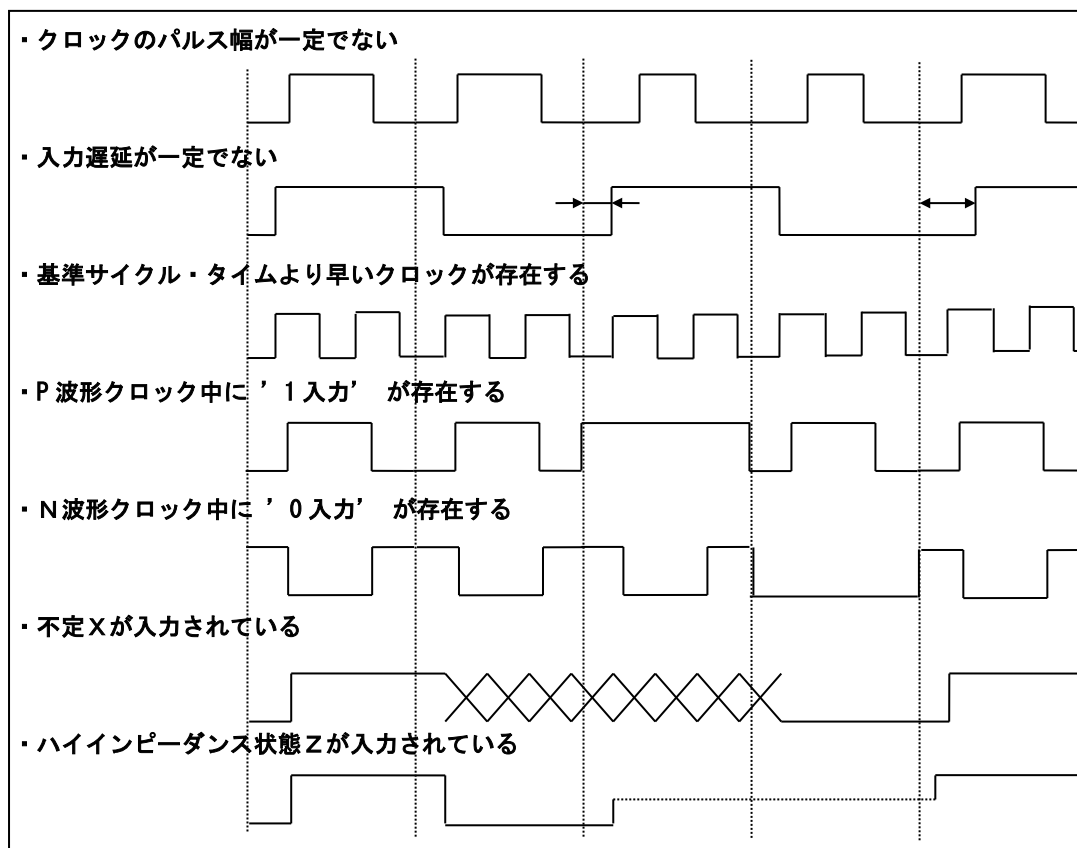 ・クロックのパルス幅が一定でない
・入力遅延が一定でない
・基準サイクル・タイムより早いクロックが存在する
・P波形クロック中に ’1入力’ が存在する
・N波形クロック中に ’0入力’ が存在する
・不定Xが入力されている
・ハイインピーダンス状態Zが入力されている